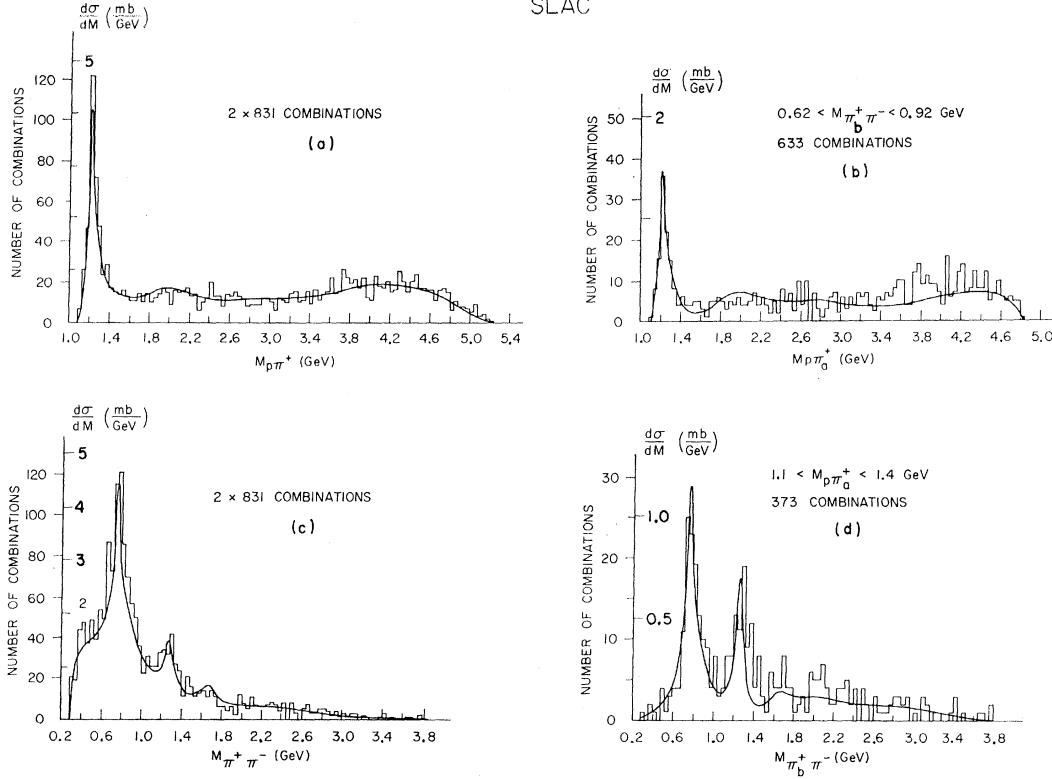 SLAC
dσ/dM (mb/GeV)
5
NUMBER OF COMBINATIONS
120
100
80
60
40
20
0
2 × 831 COMBINATIONS
(a)
1.0 1.4 1.8 2.2 2.6 3.0 3.4 3.8 4.2 4.6 5.0 5.4
Mpπ+ (GeV)
dσ/dM (mb/GeV)
2
NUMBER OF COMBINATIONS
50
40
30
20
10
0
0.62 < Mπb+π- < 0.92 GeV
633 COMBINATIONS
(b)
1.0 1.4 1.8 2.2 2.6 3.0 3.4 3.8 4.2 4.6 5.0
Mpπa+ (GeV)
dσ/dM (mb/GeV)
5
4
3
2
NUMBER OF COMBINATIONS
120
100
80
60
40
20
0
2 × 831 COMBINATIONS
(c)
0.2 0.6 1.0 1.4 1.8 2.2 2.6 3.0 3.4 3.8
Mπ+π- (GeV)
dσ/dM (mb/GeV)
1.0
0.5
NUMBER OF COMBINATIONS
30
20
10
0
1.1 < Mpπa+ < 1.4 GeV
373 COMBINATIONS
(d)
0.2 0.6 1.0 1.4 1.8 2.2 2.6 3.0 3.4 3.8
Mπb+π- (GeV)